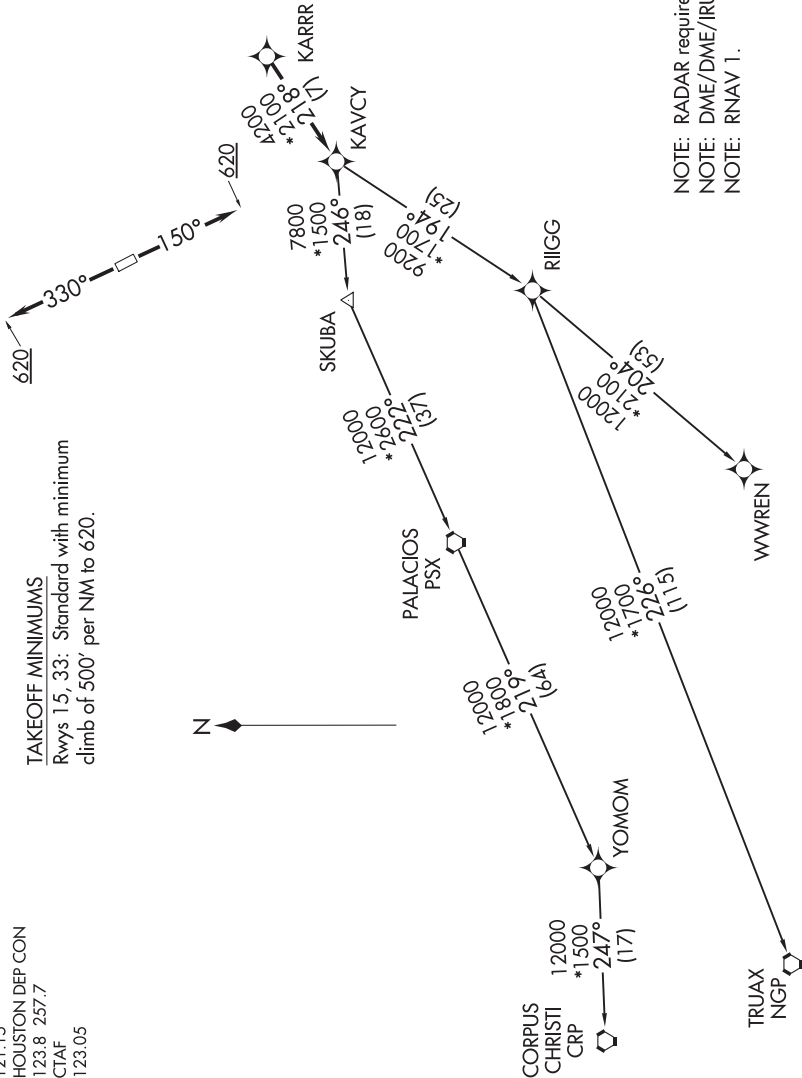 HOUSTON DEP CON
123.8 257.7
CTAF
123.05
TAKEOFF MINIMUMS
Rwys 15, 33: Standard with minimum
climb of 500' per NM to 620.
620
330°
150°
620
N
KARRR
4200
*2100
218°
(7)
KAVCY
7800
*1500
246°
(18)
9200
*1700
194°
(25)
SKUBA
RIIGG
12000
*2600
222°
(37)
12000
*2100
204°
(53)
PALACIOS
PSX
WWREN
12000
*1800
219°
(64)
12000
*1700
226°
(115)
YOMOM
12000
*1500
247°
(17)
CORPUS
CHRISTI
CRP
TRUAX
NGP
NOTE: RADAR require
NOTE: DME/DME/IRU
NOTE: RNAV 1.